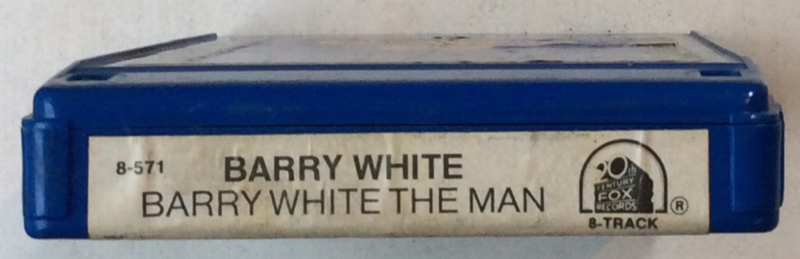 8-571 BARRY WHITE
BARRY WHITE THE MAN
20th
CENTURY
FOX
RECORDS
®
8-TRACK